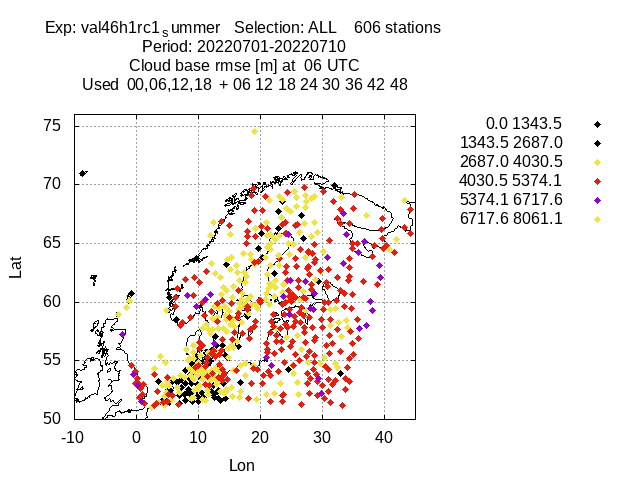 Exp: val46h1rc1summer   Selection: ALL    606 stations
Period: 20220701-20220710
Cloud base rmse [m] at  06 UTC
Used  00,06,12,18  + 06 12 18 24 30 36 42 48
0.0 1343.5
1343.5 2687.0
2687.0 4030.5
4030.5 5374.1
5374.1 6717.6
6717.6 8061.1
75
70
65
60
55
50
Lat
-10 0 10 20 30 40
Lon